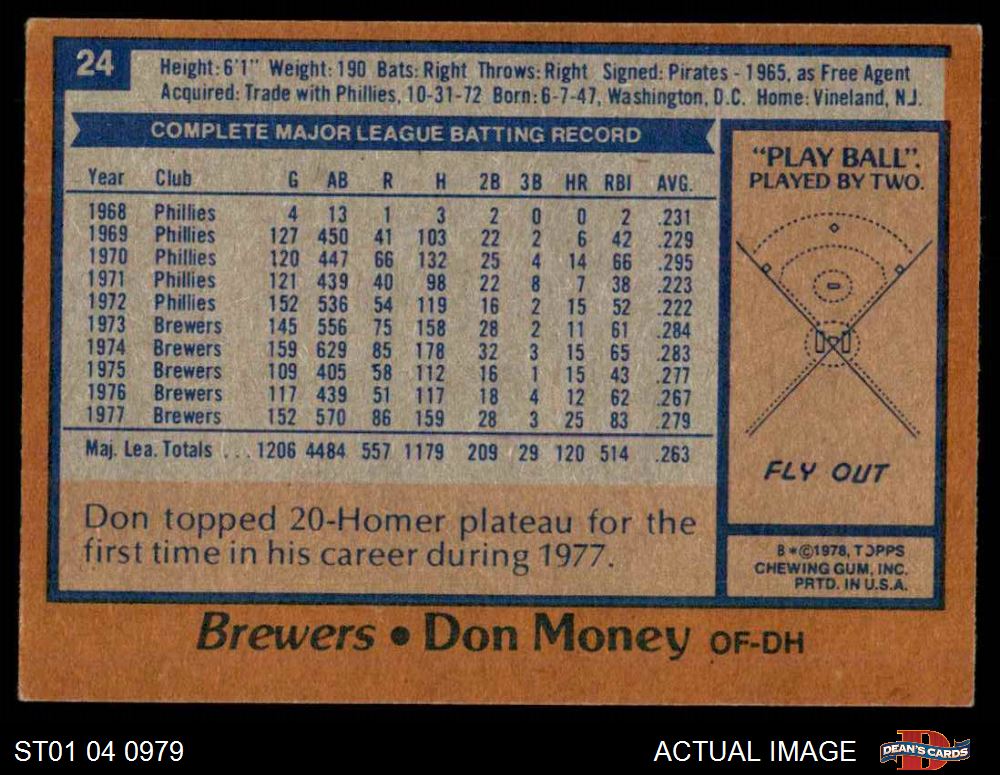 24
Height: 6'1" Weight: 190 Bats: Right Throws: Right Signed: Pirates - 1965, as Free Agent
Acquired: Trade with Phillies, 10-31-72 Born: 6-7-47, Washington, D.C. Home: Vineland, N.J.
COMPLETE MAJOR LEAGUE BATTING RECORD
Year Club G AB R H 2B 3B HR RBI AVG.
1968 Phillies 4 13 1 3 2 0 0 2 .231
1969 Phillies 127 450 41 103 22 2 6 42 .229
1970 Phillies 120 447 66 132 25 4 14 66 .295
1971 Phillies 121 439 40 98 22 8 7 38 .223
1972 Phillies 152 536 54 119 16 2 15 52 .222
1973 Brewers 145 556 75 158 28 2 11 61 .284
1974 Brewers 159 629 85 178 32 3 15 65 .283
1975 Brewers 109 405 58 112 16 1 15 43 .277
1976 Brewers 117 439 51 117 18 4 12 62 .267
1977 Brewers 152 570 86 159 28 3 25 83 .279
Maj. Lea. Totals . . . 1206 4484 557 1179 209 29 120 514 .263
Don topped 20-Homer plateau for the
first time in his career during 1977.
"PLAY BALL".
PLAYED BY TWO.
FLY OUT
B*©1978, TOPPS
CHEWING GUM, INC.
PRTD. IN U.S.A.
Brewers • Don Money OF-DH
ST01 04 0979
ACTUAL IMAGE
DEAN'S CARDS